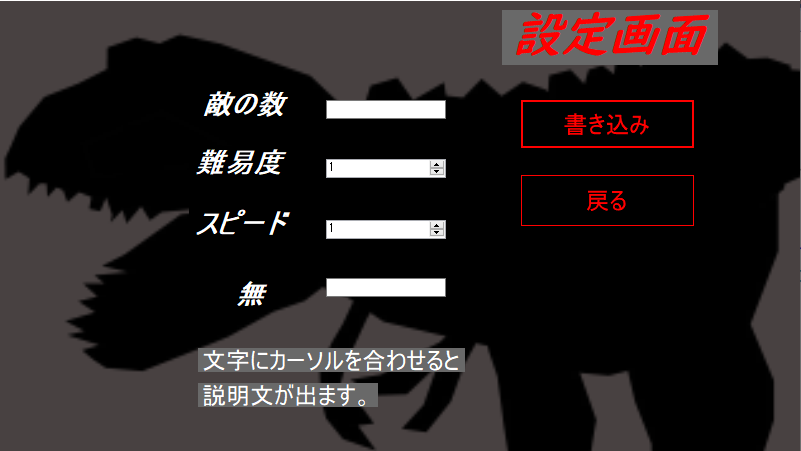 設定画面
敵の数
書き込み
難易度
1
戻る
スピード
1
無
文字にカーソルを合わせると
説明文が出ます。